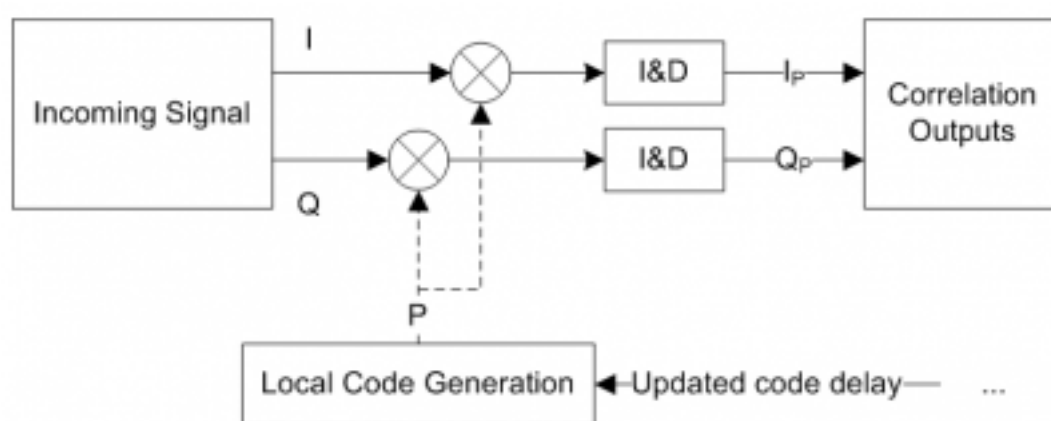 I
Incoming Signal
Q
I&D
I&D
IP
QP
Correlation
Outputs
P
Local Code Generation
Updated code delay
...